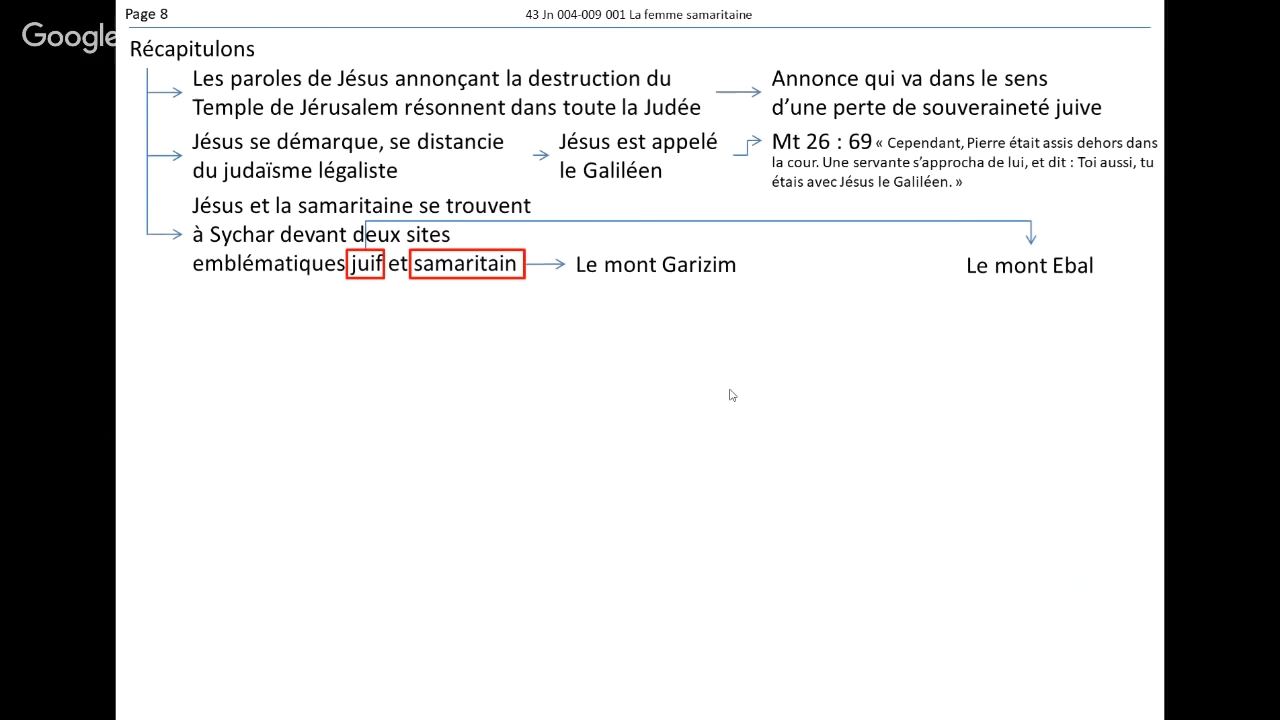 Page 8
43 Jn 004-009 001 La femme samaritaine
Google
Récapitulons
Les paroles de Jésus annonçant la destruction du
Temple de Jérusalem résonnent dans toute la Judée
Annonce qui va dans le sens
d’une perte de souveraineté juive
Jésus se démarque, se distancie
du judaïsme légaliste
Jésus est appelé
le Galiléen
Mt 26 : 69 « Cependant, Pierre était assis dehors dans
la cour. Une servante s’approcha de lui, et dit : Toi aussi, tu
étais avec Jésus le Galiléen. »
Jésus et la samaritaine se trouvent
à Sychar devant deux sites
emblématiques juif et samaritain
Le mont Garizim
Le mont Ebal